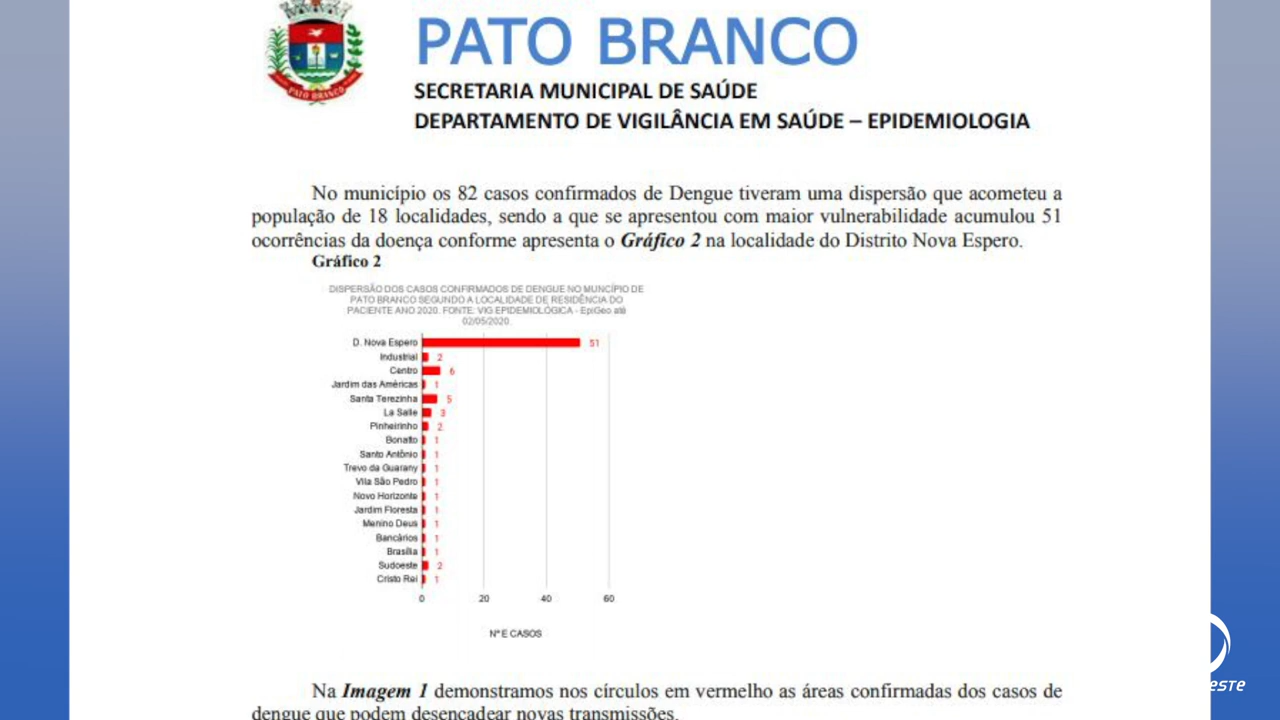 PATO BRANCO
PATO BRANCO
SECRETARIA MUNICIPAL DE SAÚDE
DEPARTAMENTO DE VIGILÂNCIA EM SAÚDE – EPIDEMIOLOGIA
No município os 82 casos confirmados de Dengue tiveram uma dispersão que acometeu a
população de 18 localidades, sendo a que se apresentou com maior vulnerabilidade acumulou 51
ocorrências da doença conforme apresenta o Gráfico 2 na localidade do Distrito Nova Espero.
Gráfico 2
DISPERSÃO DOS CASOS CONFIRMADOS DE DENGUE NO MUNCÍPIO DE
PATO BRANCO SEGUNDO A LOCALIDADE DE RESIDÊNCIA DO
PACIENTE ANO 2020. FONTE: VIG EPIDEMIOLÓGICA - EpiGeo até
02/05/2020.
D. Nova Espero 51
Industrial 2
Centro 6
Jardim das Américas 1
Santa Terezinha 5
La Salle 3
Pinheirinho 2
Bonatto 1
Santo Antônio 1
Trevo da Guarany 1
Vila São Pedro 1
Novo Horizonte 1
Jardim Floresta 1
Menino Deus 1
Bancários 1
Brasília 1
Sudoeste 2
Cristo Rei 1
0 20 40 60
Nº E CASOS
Na Imagem 1 demonstramos nos círculos em vermelho as áreas confirmadas dos casos de
dengue que podem desencadear novas transmissões.
este